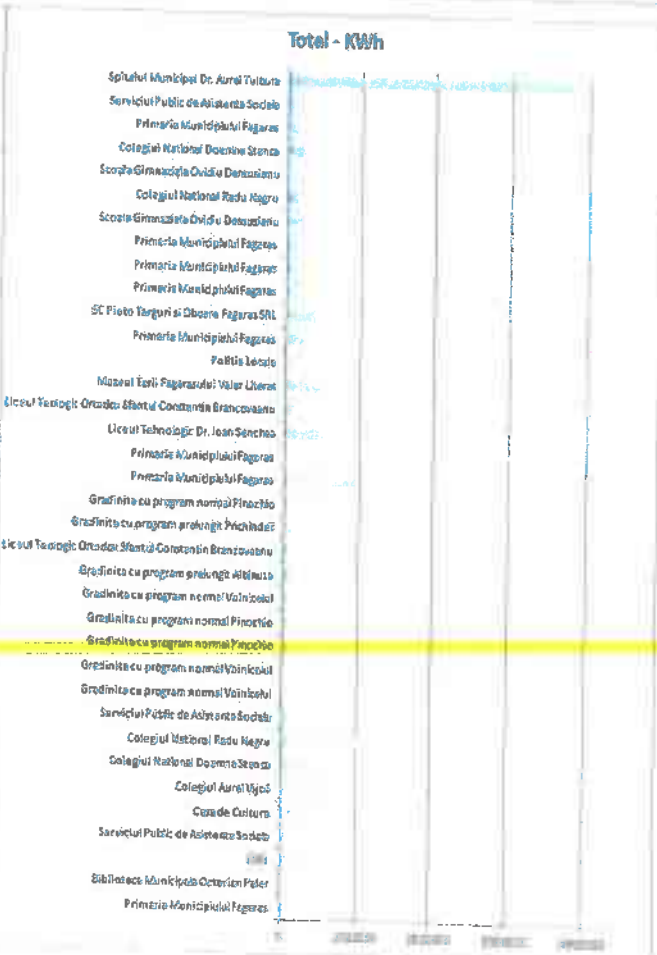 Total - KWh
Spitalul Municipal Dr. Aurel Tulbure
Serviciul Public de Asistenta Sociala
Primaria Municipiului Fagaras
Colegiul National Doamna Stanca
Scoala Gimnaziala Ovidiu Densusianu
Colegiul National Radu Negru
Scoala Gimnaziala Ovidiu Densusianu
Primaria Municipiului Fagaras
Primaria Municipiului Fagaras
Primaria Municipiului Fagaras
SC Piete Targuri si Oboare Fagaras SRL
Primaria Municipiului Fagaras
Politia Locala
Muzeul Tarii Fagarasului Valer Literat
Liceul Teologic Ortodox Sfantul Constantin Brancoveanu
Liceul Tehnologic Dr. Ioan Senchea
Primaria Municipiului Fagaras
Primaria Municipiului Fagaras
Gradinita cu program normal Pinochio
Gradinita cu program prelungit Prichindel
Liceul Teologic Ortodox Sfantul Constantin Brancoveanu
Gradinita cu program prelungit Albinuta
Gradinita cu program normal Voinicelul
Gradinita cu program normal Pinochio
Gradinita cu program normal Pinochio
Gradinita cu program normal Voinicelul
Gradinita cu program normal Voinicelul
Serviciul Public de Asistenta Sociala
Colegiul National Radu Negru
Colegiul National Doamna Stanca
Colegiul Aurel Vijoli
Casa de Cultura
Serviciul Public de Asistenta Sociala
Biblioteca Municipala Octavian Paler
Primaria Municipiului Fagaras